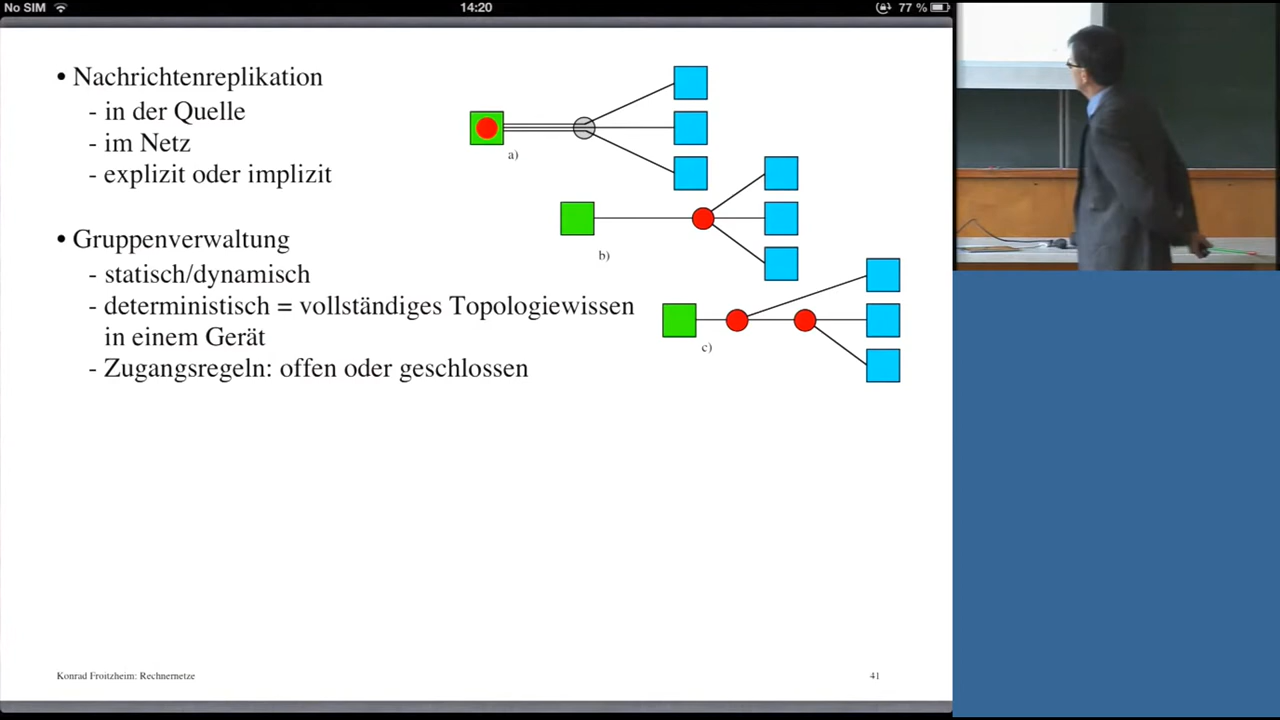 No SIM 14:20 77 %
• Nachrichtenreplikation
- in der Quelle
- im Netz
- explizit oder implizit
a)
• Gruppenverwaltung
b)
- statisch/dynamisch
- deterministisch = vollständiges Topologiewissen
in einem Gerät
c)
- Zugangsregeln: offen oder geschlossen
Konrad Froitzheim: Rechnernetze 41